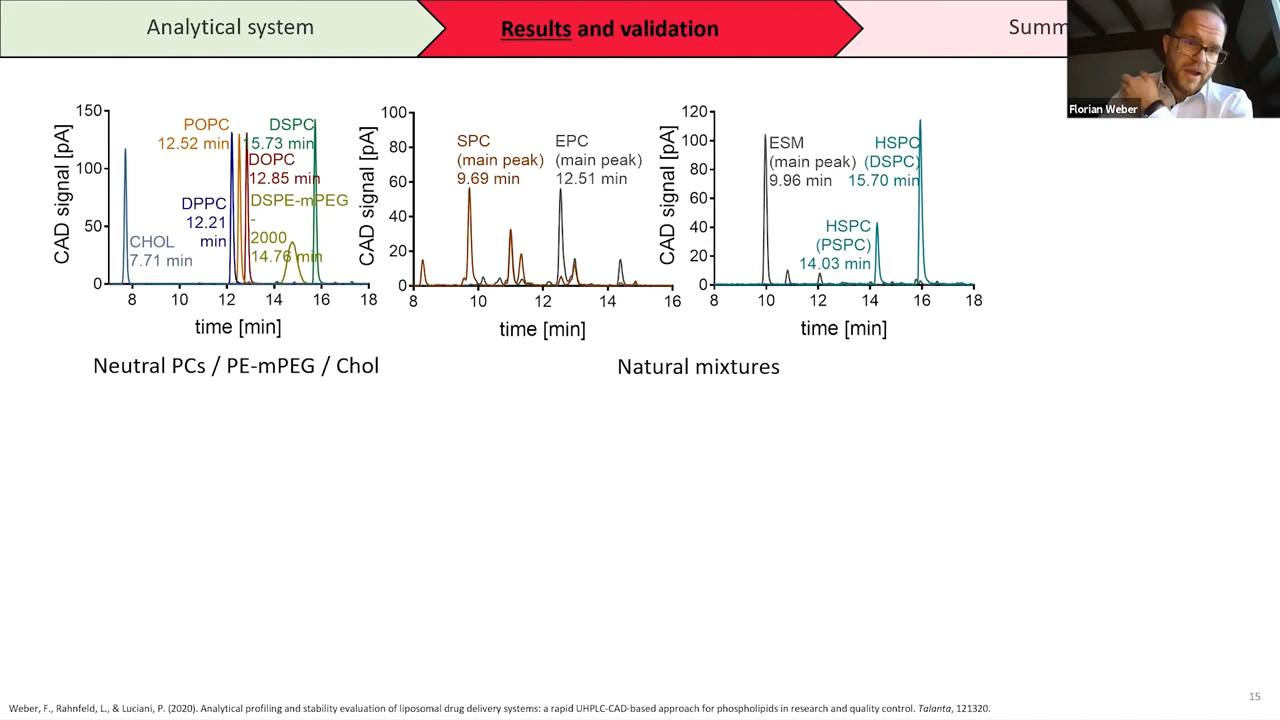 Analytical system
Results and validation
Summ
Florian Weber
150
100
50
0
CAD signal [pA]
POPC
12.52 min
DSPC
15.73 min
DOPC
12.85 min
DPPC
12.21
min
DSPE-mPEG
-
2000
14.76 min
CHOL
7.71 min
8 10 12 14 16 18
time [min]
100
80
60
40
20
0
CAD signal [pA]
SPC
(main peak)
9.69 min
EPC
(main peak)
12.51 min
8 10 12 14 16
time [min]
120
100
80
60
40
20
0
CAD signal [pA]
ESM
(main peak)
9.96 min
HSPC
(DSPC)
15.70 min
HSPC
(PSPC)
14.03 min
8 10 12 14 16 18
time [min]
Neutral PCs / PE-mPEG / Chol
Natural mixtures
15
Weber, F., Rahnfeld, L., & Luciani, P. (2020). Analytical profiling and stability evaluation of liposomal drug delivery systems: a rapid UHPLC-CAD-based approach for phospholipids in research and quality control. Talanta, 121320.